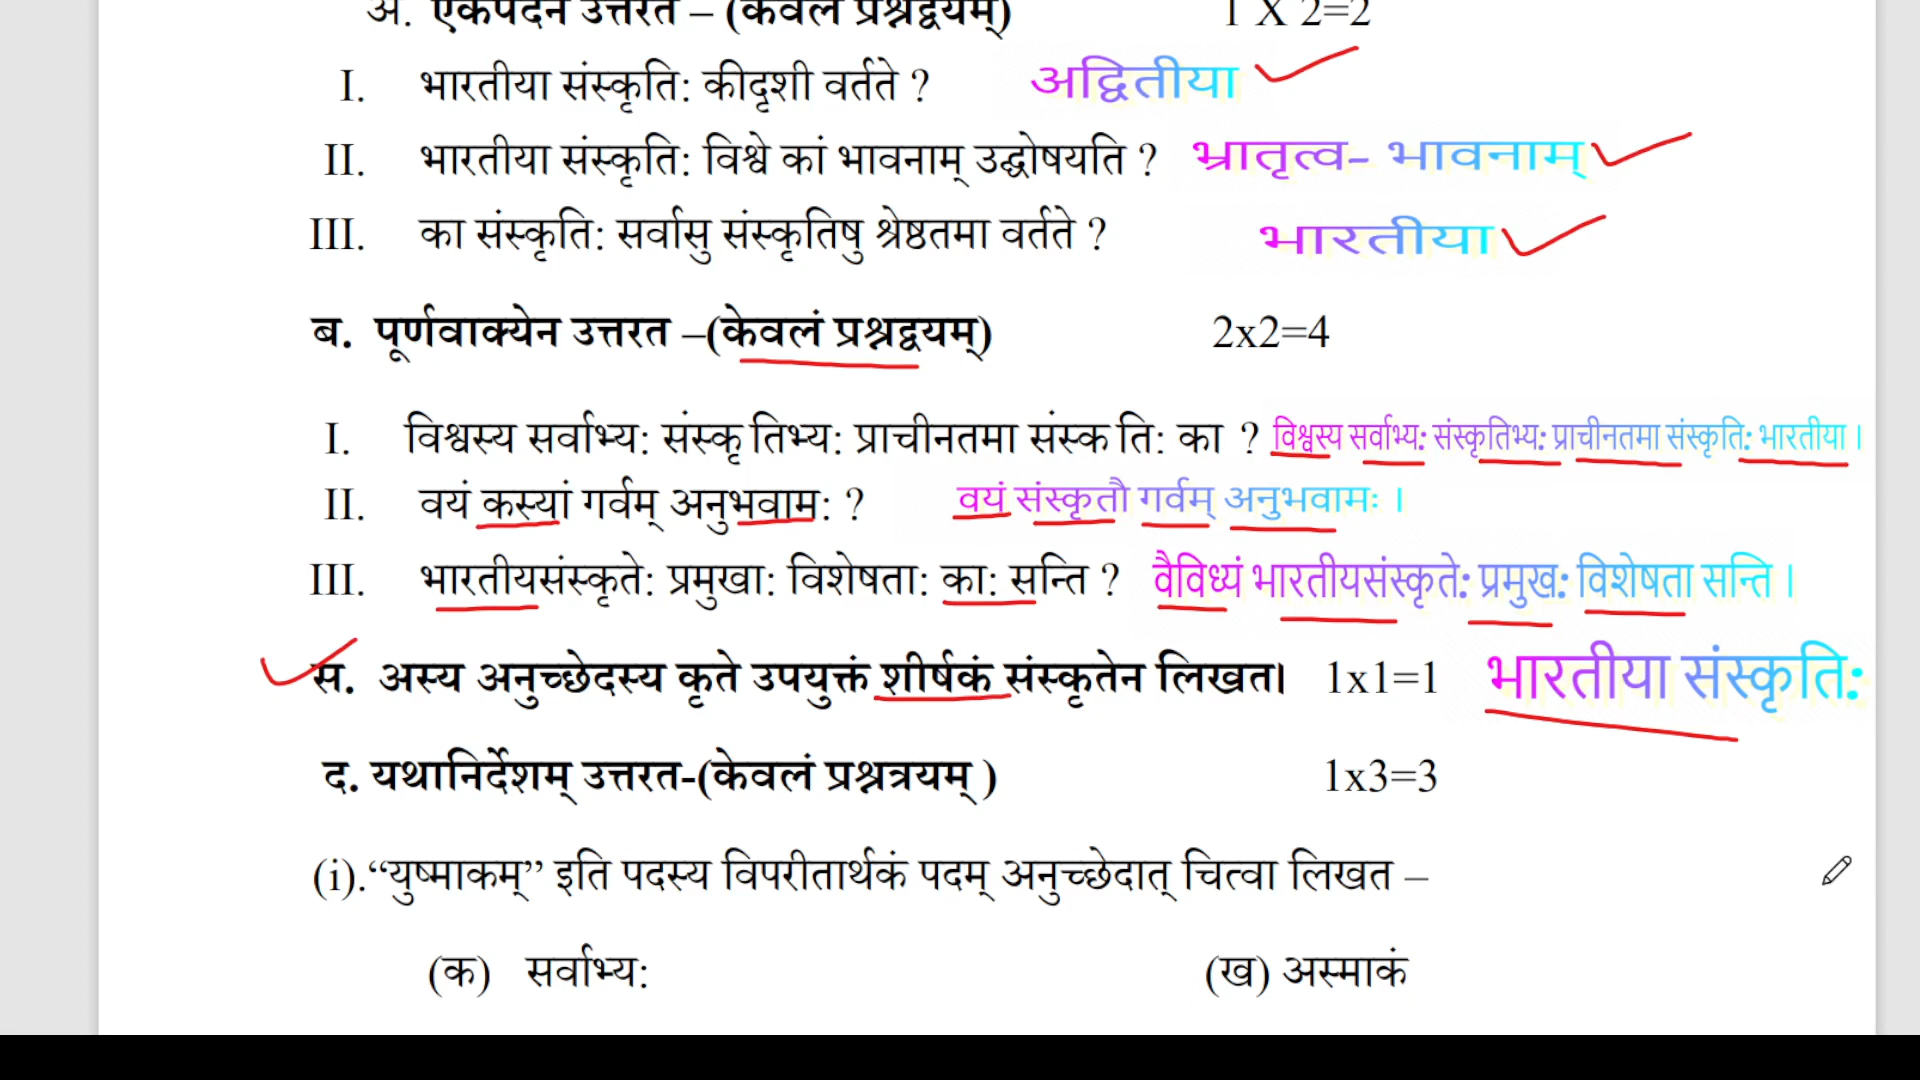 अ. एकपदेन उत्तरत – (केवलं प्रश्नद्वयम्) 1 X 2=2
I. भारतीया संस्कृति: कीदृशी वर्तते ? अद्वितीया
II. भारतीया संस्कृति: विश्वे कां भावनाम् उद्घोषयति ? भ्रातृत्व- भावनाम्
III. का संस्कृति: सर्वासु संस्कृतिषु श्रेष्ठतमा वर्तते ? भारतीया
ब. पूर्णवाक्येन उत्तरत –(केवलं प्रश्नद्वयम्) 2x2=4
I. विश्वस्य सर्वाभ्य: संस्कृ तिभ्य: प्राचीनतमा संस्क ति: का ? विश्वस्य सर्वाभ्य: संस्कृतिभ्य: प्राचीनतमा संस्कृति: भारतीया ।
II. वयं कस्यां गर्वम् अनुभवाम: ? वयं संस्कृतौ गर्वम् अनुभवामः ।
III. भारतीयसंस्कृते: प्रमुखा: विशेषता: का: सन्ति ? वैविध्यं भारतीयसंस्कृते: प्रमुख: विशेषता सन्ति ।
स. अस्य अनुच्छेदस्य कृते उपयुक्तं शीर्षकं संस्कृतेन लिखत। 1x1=1 भारतीया संस्कृति:
द. यथानिर्देशम् उत्तरत-(केवलं प्रश्नत्रयम् ) 1x3=3
(i).“युष्माकम्” इति पदस्य विपरीतार्थकं पदम् अनुच्छेदात् चित्वा लिखत –
(क) सर्वाभ्य: (ख) अस्माकं